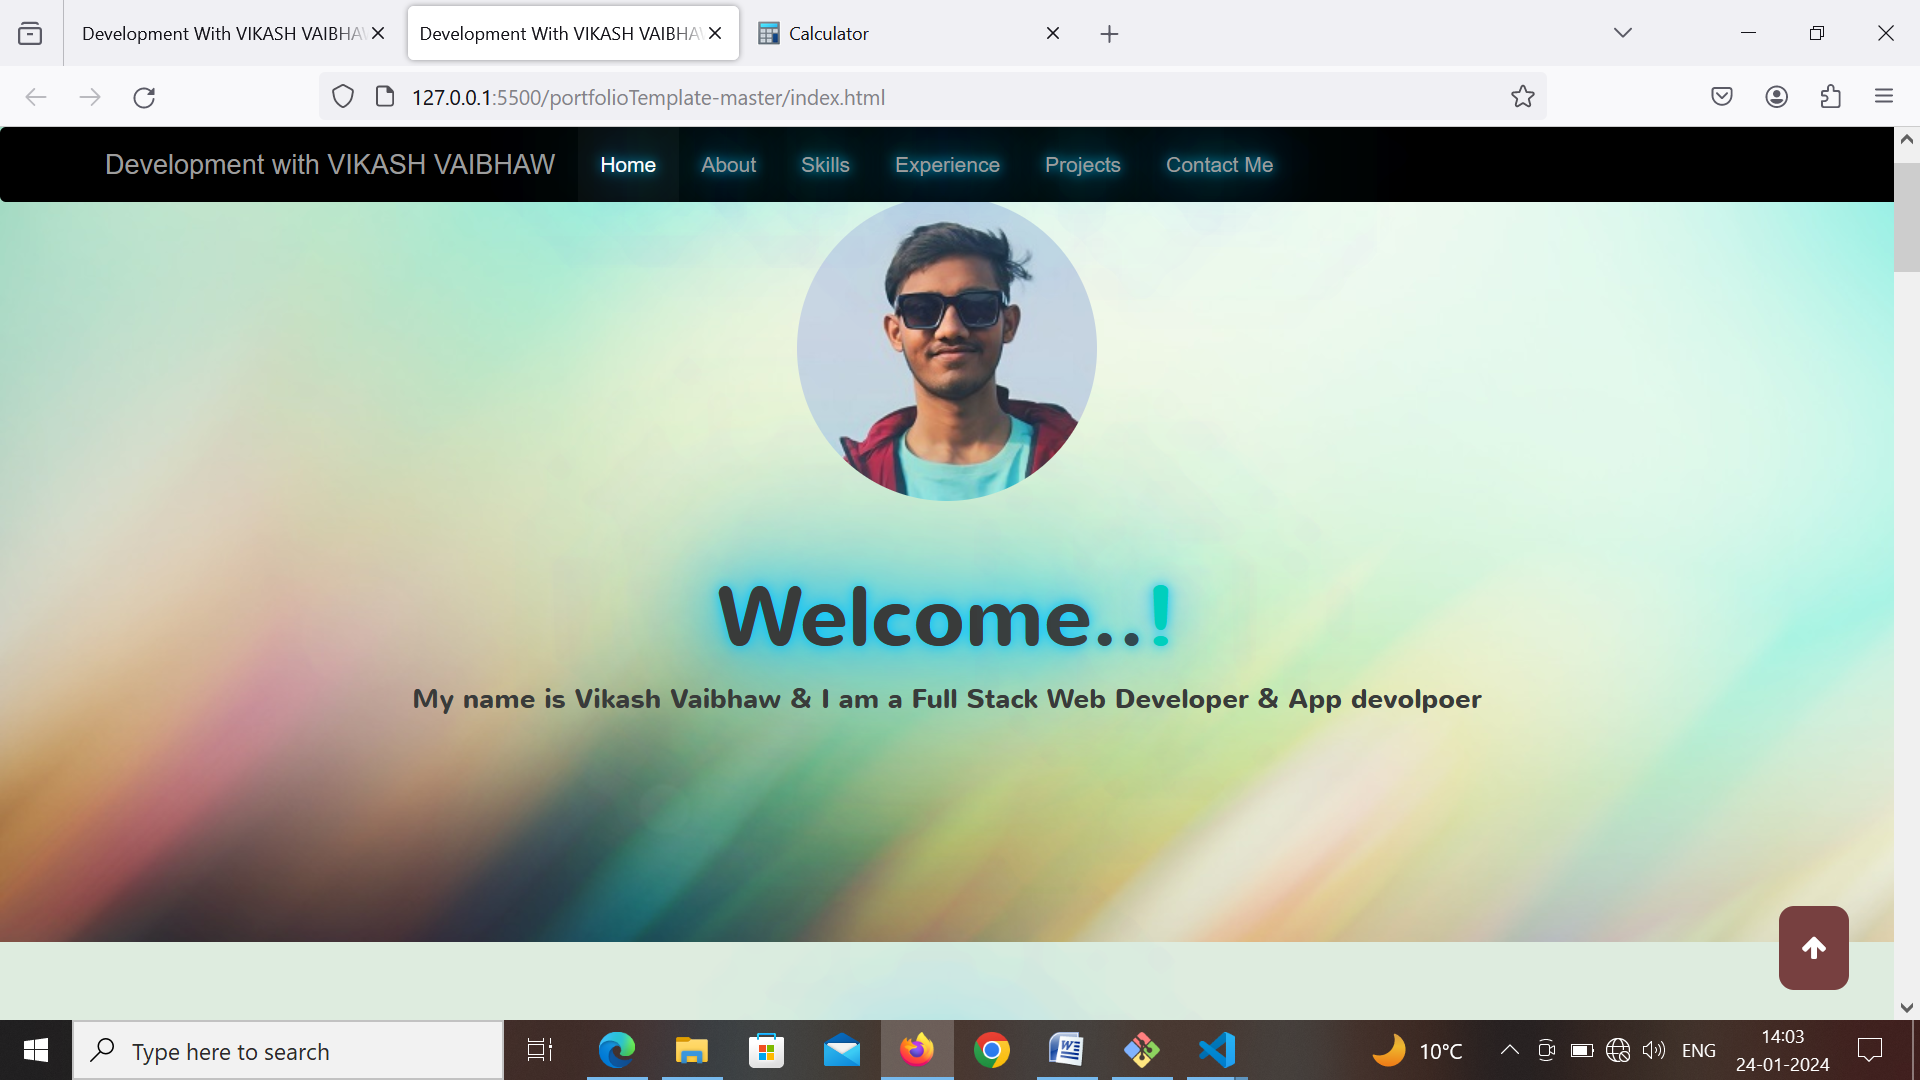 Development With VIKASH VAIBHA
Development With VIKASH VAIBHA
Calculator
127.0.0.1:5500/portfolioTemplate-master/index.html
Development with VIKASH VAIBHAW
Home
About
Skills
Experience
Projects
Contact Me
Welcome..!
My name is Vikash Vaibhaw & I am a Full Stack Web Developer & App devolpoer
Type here to search
10°C
ENG
14:03
24-01-2024